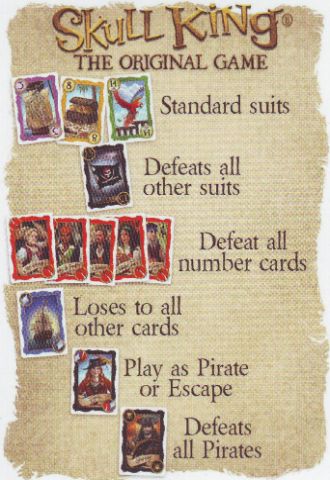 SKULL KING®
THE ORIGINAL GAME
Standard suits
Defeats all
other suits
Defeat all
number cards
Loses to all
other cards
Play as Pirate
or Escape
Defeats
all Pirates